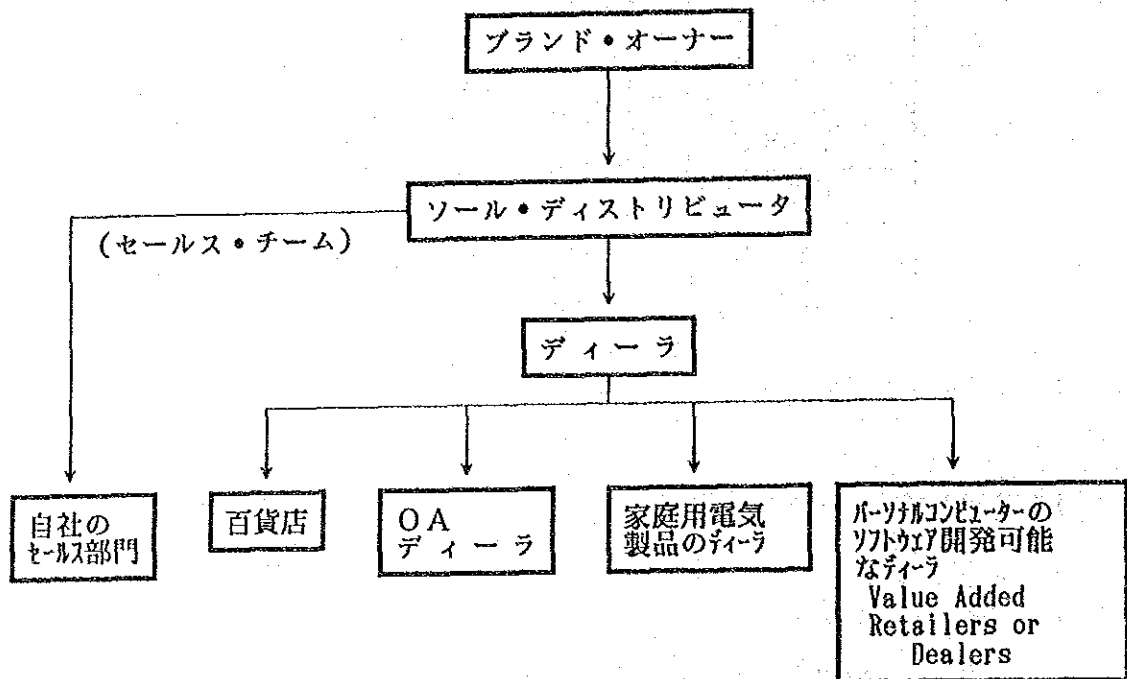 ブランド・オーナー
ソール・ディストリビュータ
(セールス・チーム)
ディーラ
自社の
セールス部門
百貨店
OA
ディーラ
家庭用電気
製品のディーラ
パーソナルコンピューターの
ソフトウェア開発可能
なディーラ
Value Added
Retailers or
Dealers